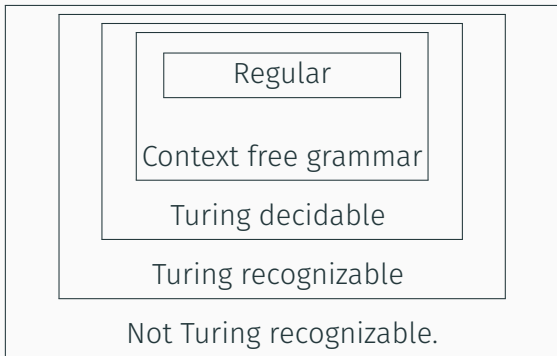 Regular
Context free grammar
Turing decidable
Turing recognizable
Not Turing recognizable.